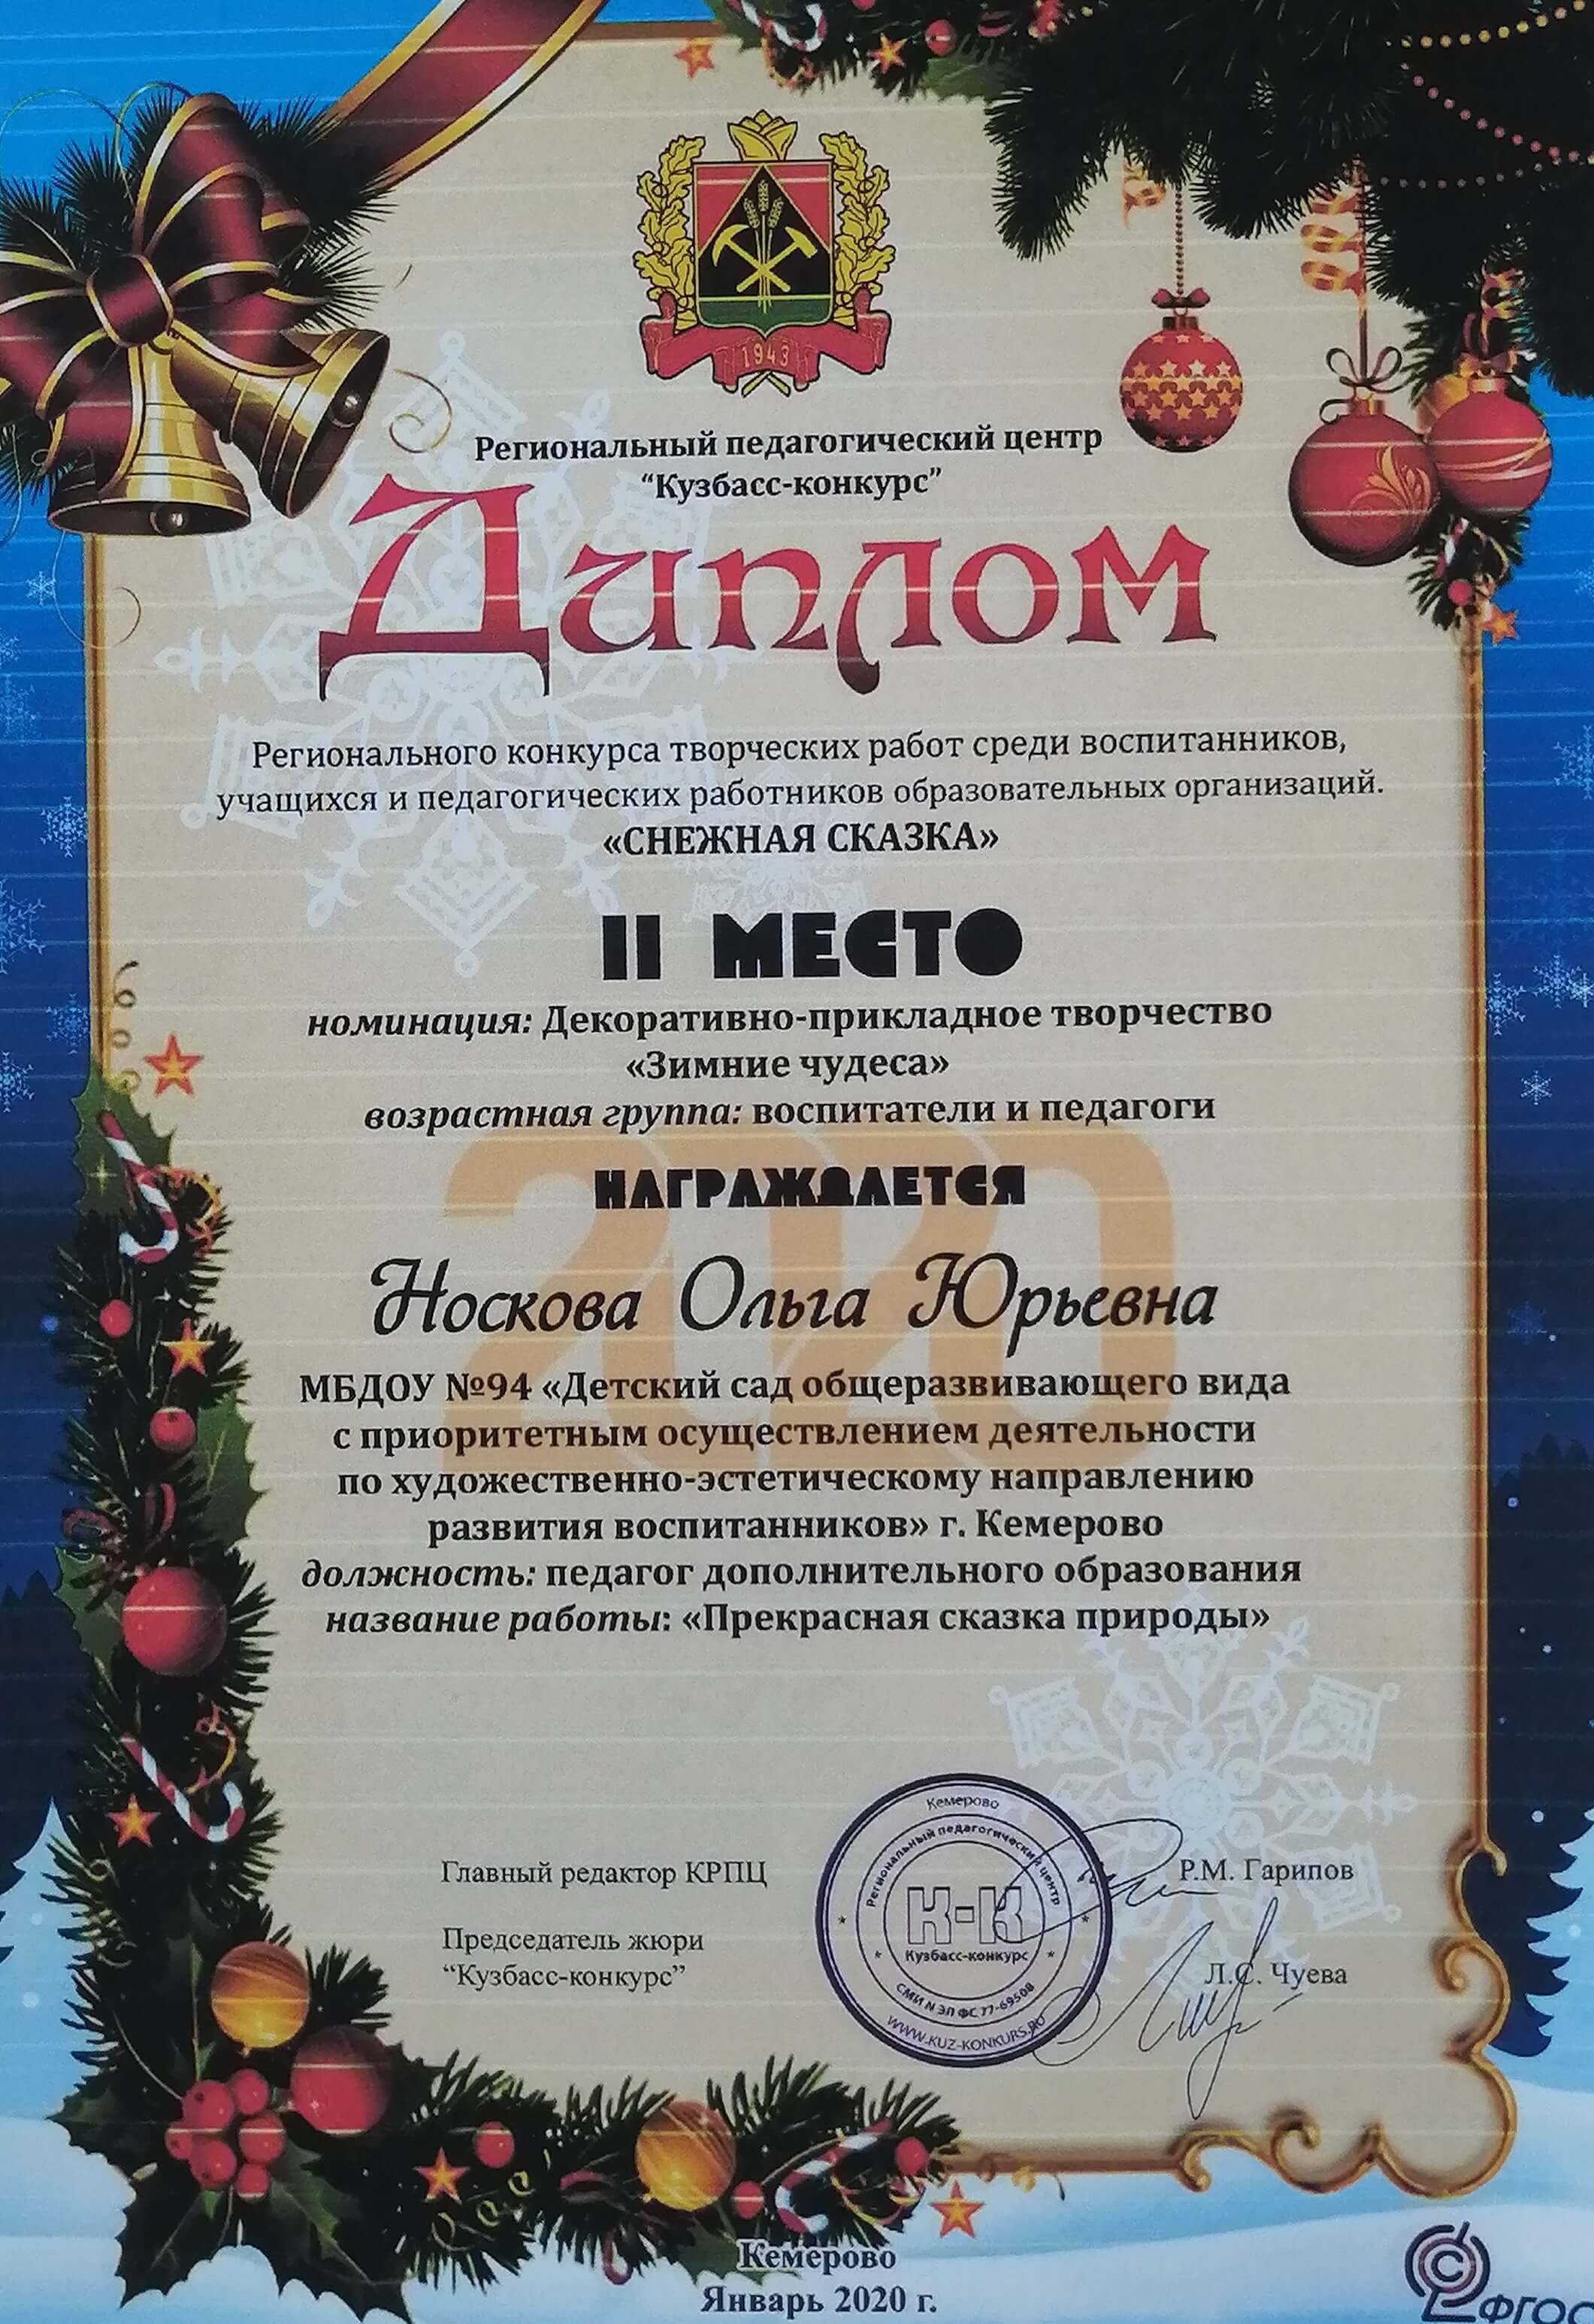 1943
Региональный педагогический центр
“Кузбасс-конкурс”
Диплом
Регионального конкурса творческих работ среди воспитанников,
учащихся и педагогических работников образовательных организаций.
«СНЕЖНАЯ СКАЗКА»
II МЕСТО
номинация: Декоративно-прикладное творчество
«Зимние чудеса»
возрастная группа: воспитатели и педагоги
НАГРАЖДАЕТСЯ
2020
Носкова Ольга Юрьевна
МБДОУ №94 «Детский сад общеразвивающего вида
с приоритетным осуществлением деятельности
по художественно-эстетическому направлению
развития воспитанников» г. Кемерово
должность: педагог дополнительного образования
название работы: «Прекрасная сказка природы»
Главный редактор КРПЦ
Р.М. Гарипов
Председатель жюри
“Кузбасс-конкурс”
Л.С. Чуева
Кемерово
Региональный педагогический центр
К-К
Кузбасс-конкурс
СМИ N ЭЛ ФС 77-69508
WWW.KUZ-KONKURS.RU
Кемерово
Январь 2020 г.
ФГОС